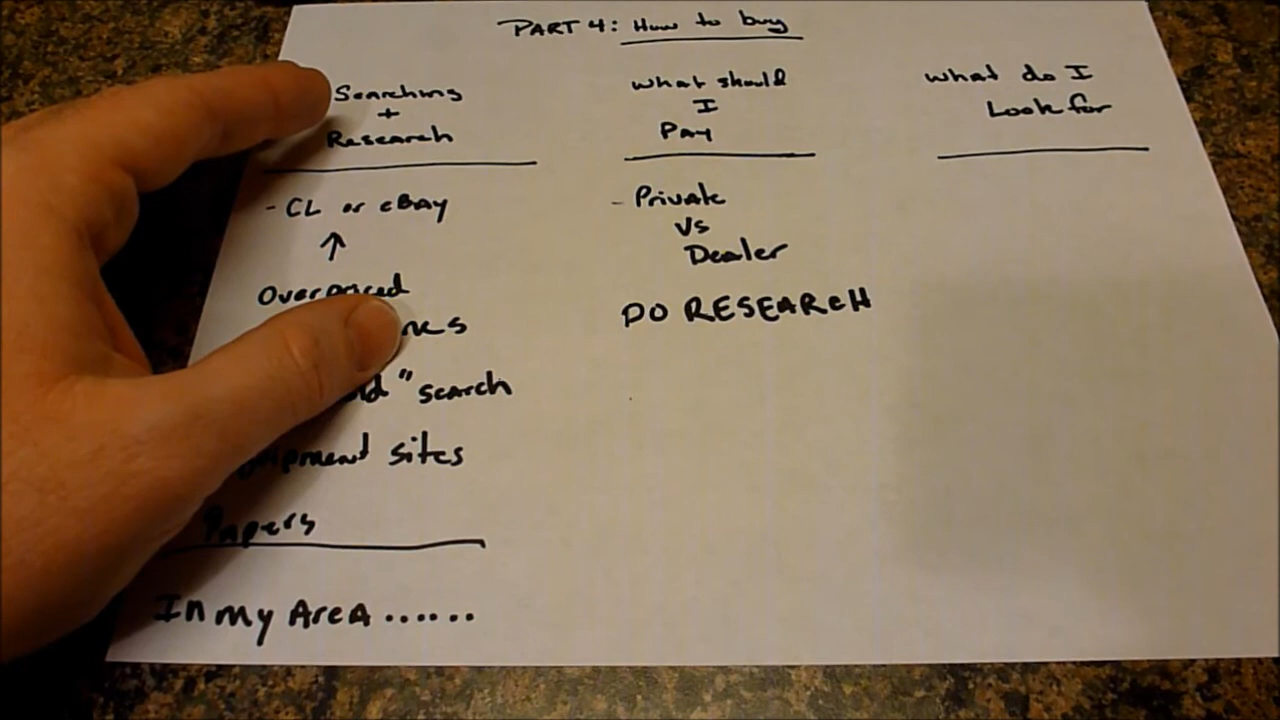 PART 4: How to buy
Searching
+
Research
- CL or eBay
↑
Overpriced
" search
sites
Papers
In my Area ......
what should
I
Pay
- Private
vs
Dealer
DO RESEARCH
what do I
Look for